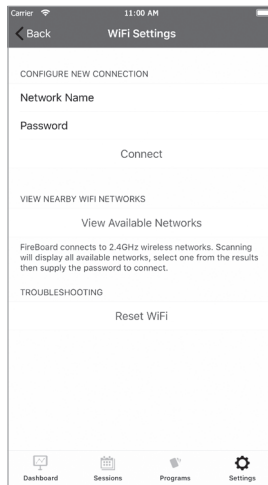 Carrier 11:00 AM
Back WiFi Settings
CONFIGURE NEW CONNECTION
Network Name
Password
Connect
VIEW NEARBY WIFI NETWORKS
View Available Networks
FireBoard connects to 2.4GHz wireless networks. Scanning
will display all available networks, select one from the results
then supply the password to connect.
TROUBLESHOOTING
Reset WiFi
Dashboard Sessions Programs Settings